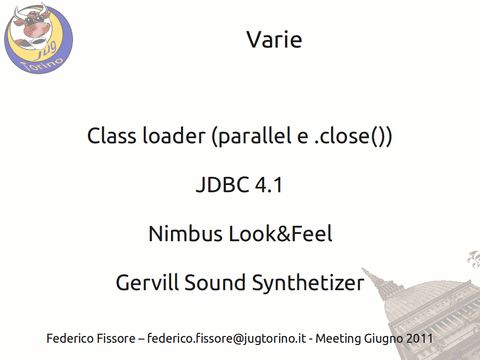 Jug
Torino
Varie
Class loader (parallel e .close())
JDBC 4.1
Nimbus Look&Feel
Gervill Sound Synthetizer
Federico Fissore – federico.fissore@jugtorino.it - Meeting Giugno 2011